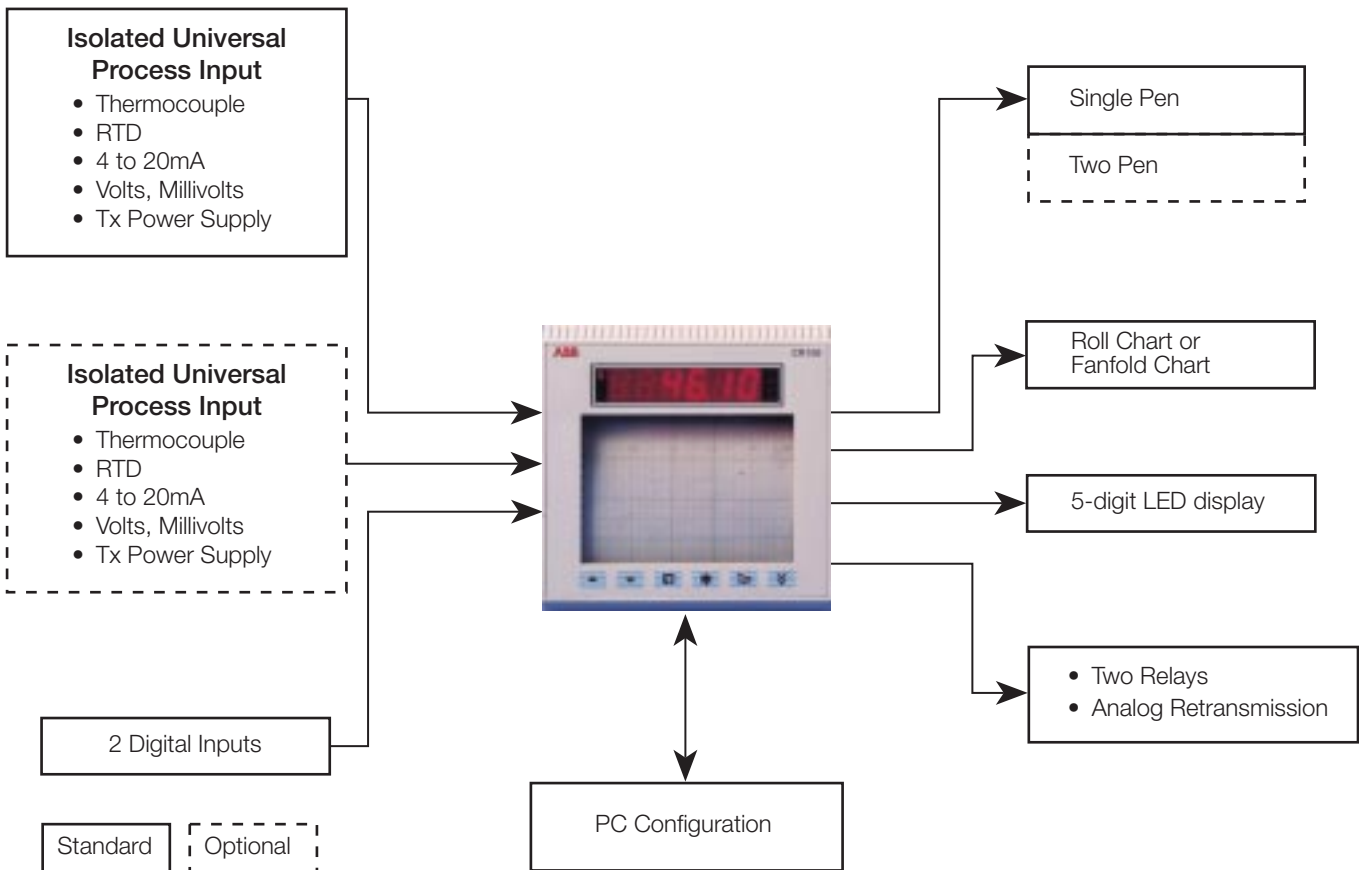 Isolated Universal
Process Input
• Thermocouple
• RTD
• 4 to 20mA
• Volts, Millivolts
• Tx Power Supply
Isolated Universal
Process Input
• Thermocouple
• RTD
• 4 to 20mA
• Volts, Millivolts
• Tx Power Supply
2 Digital Inputs
Standard
Optional
ABB
4610
PC Configuration
Single Pen
Two Pen
Roll Chart or
Fanfold Chart
5-digit LED display
• Two Relays
• Analog Retransmission